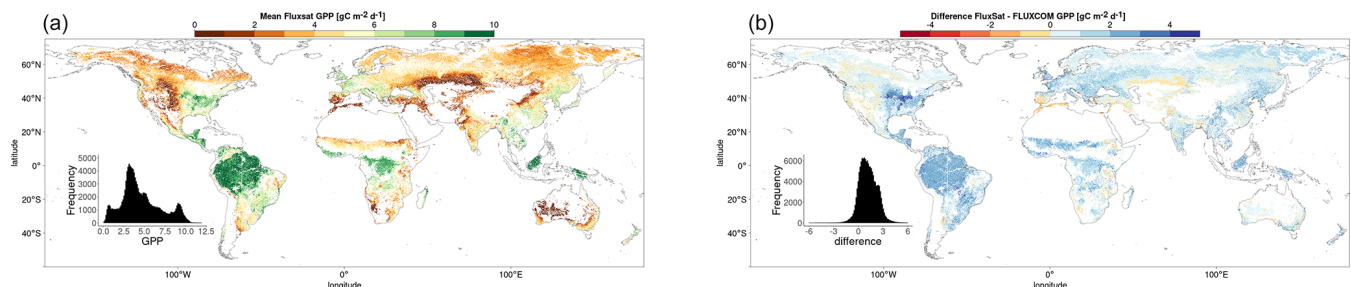 (a)
Mean Fluxsat GPP [gC m-2 d-1]
0 2 4 6 8 10
60°N
40°N
20°N
0°
20°S
40°S
latitude
5000
4000
3000
2000
1000
0
Frequency
0.0 2.5 5.0 7.5 10.0 12.5
GPP
100°W 0° 100°E
longitude
(b)
Difference FluxSat - FLUXCOM GPP [gC m-2 d-1]
-4 -2 0 2 4
60°N
40°N
20°N
0°
20°S
40°S
latitude
6000
4000
2000
0
Frequency
-6 -3 0 3 6
difference
100°W 0° 100°E
longitude